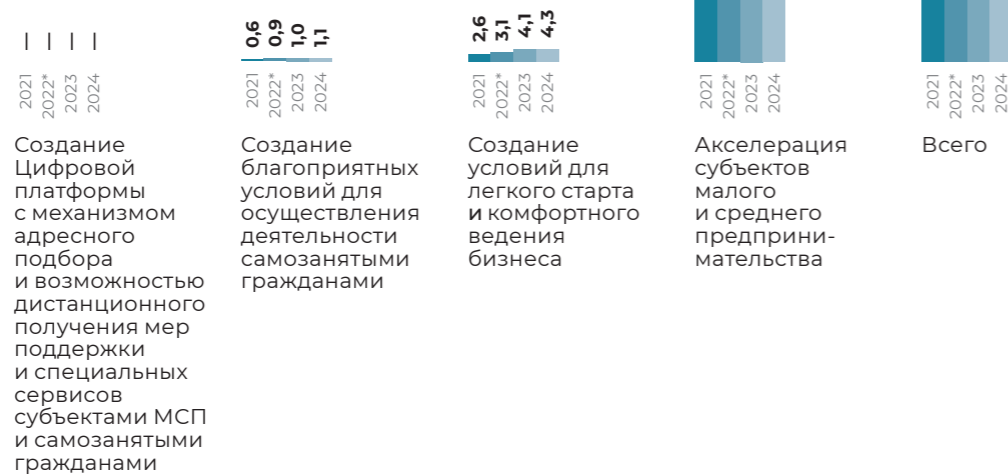 | | | |
0,6 0,9 1,0 1,1
2,6 3,1 4,1 4,3
2021 2022* 2023 2024
2021 2022* 2023 2024
2021 2022* 2023 2024
2021 2022* 2023 2024
2021 2022* 2023 2024
Создание
Цифровой
платформы
с механизмом
адресного
подбора
и возможностью
дистанционного
получения мер
поддержки
и специальных
сервисов
субъектами МСП
и самозанятыми
гражданами
Создание
благоприятных
условий для
осуществления
деятельности
самозанятыми
гражданами
Создание
условий для
легкого старта
и комфортного
ведения
бизнеса
Акселерация
субъектов
малого
и среднего
предприни-
мательства
Всего